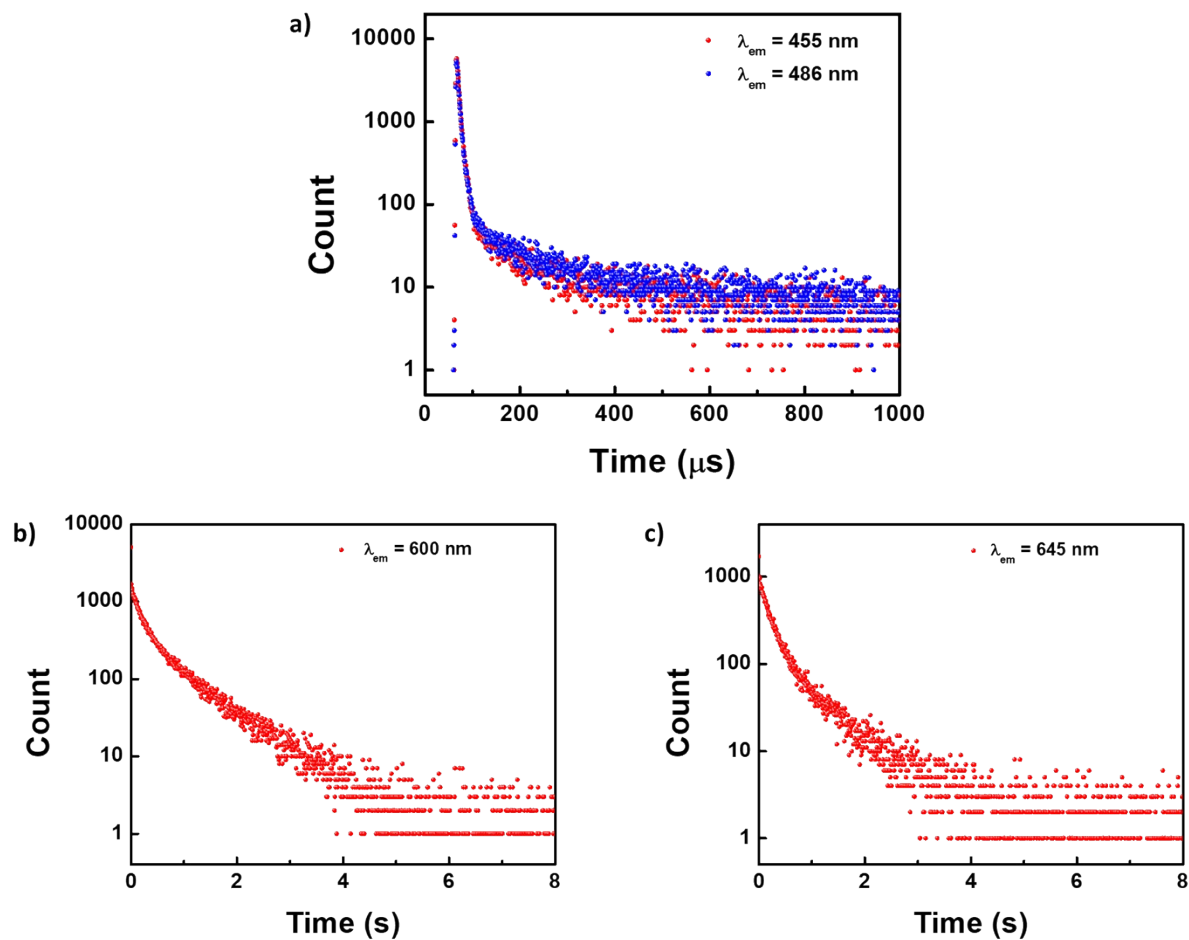 a)
10000
1000
100
10
1
Count
λem = 455 nm
λem = 486 nm
0 200 400 600 800 1000
Time (μs)
b)
10000
1000
100
10
1
Count
λem = 600 nm
0 2 4 6 8
Time (s)
c)
1000
100
10
1
Count
λem = 645 nm
0 2 4 6 8
Time (s)